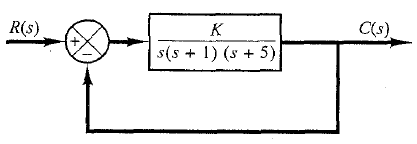 R(s)
+
−
K
s(s + 1) (s + 5)
C(s)